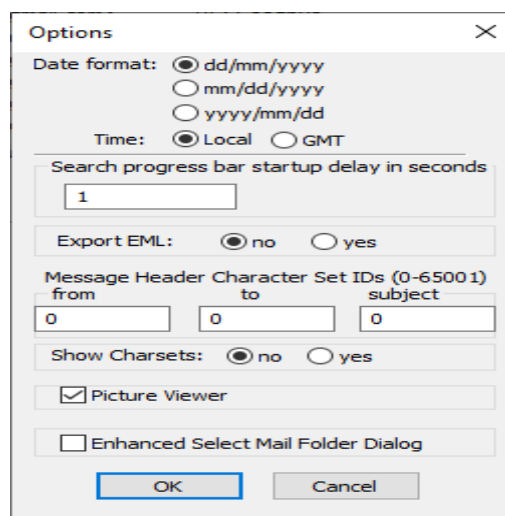 Options
Date format: dd/mm/yyyy
mm/dd/yyyy
yyyy/mm/dd
Time: Local GMT
Search progress bar startup delay in seconds
1
Export EML: no yes
Message Header Character Set IDs (0-65001)
from to subject
0 0 0
Show Charsets: no yes
Picture Viewer
Enhanced Select Mail Folder Dialog
OK Cancel